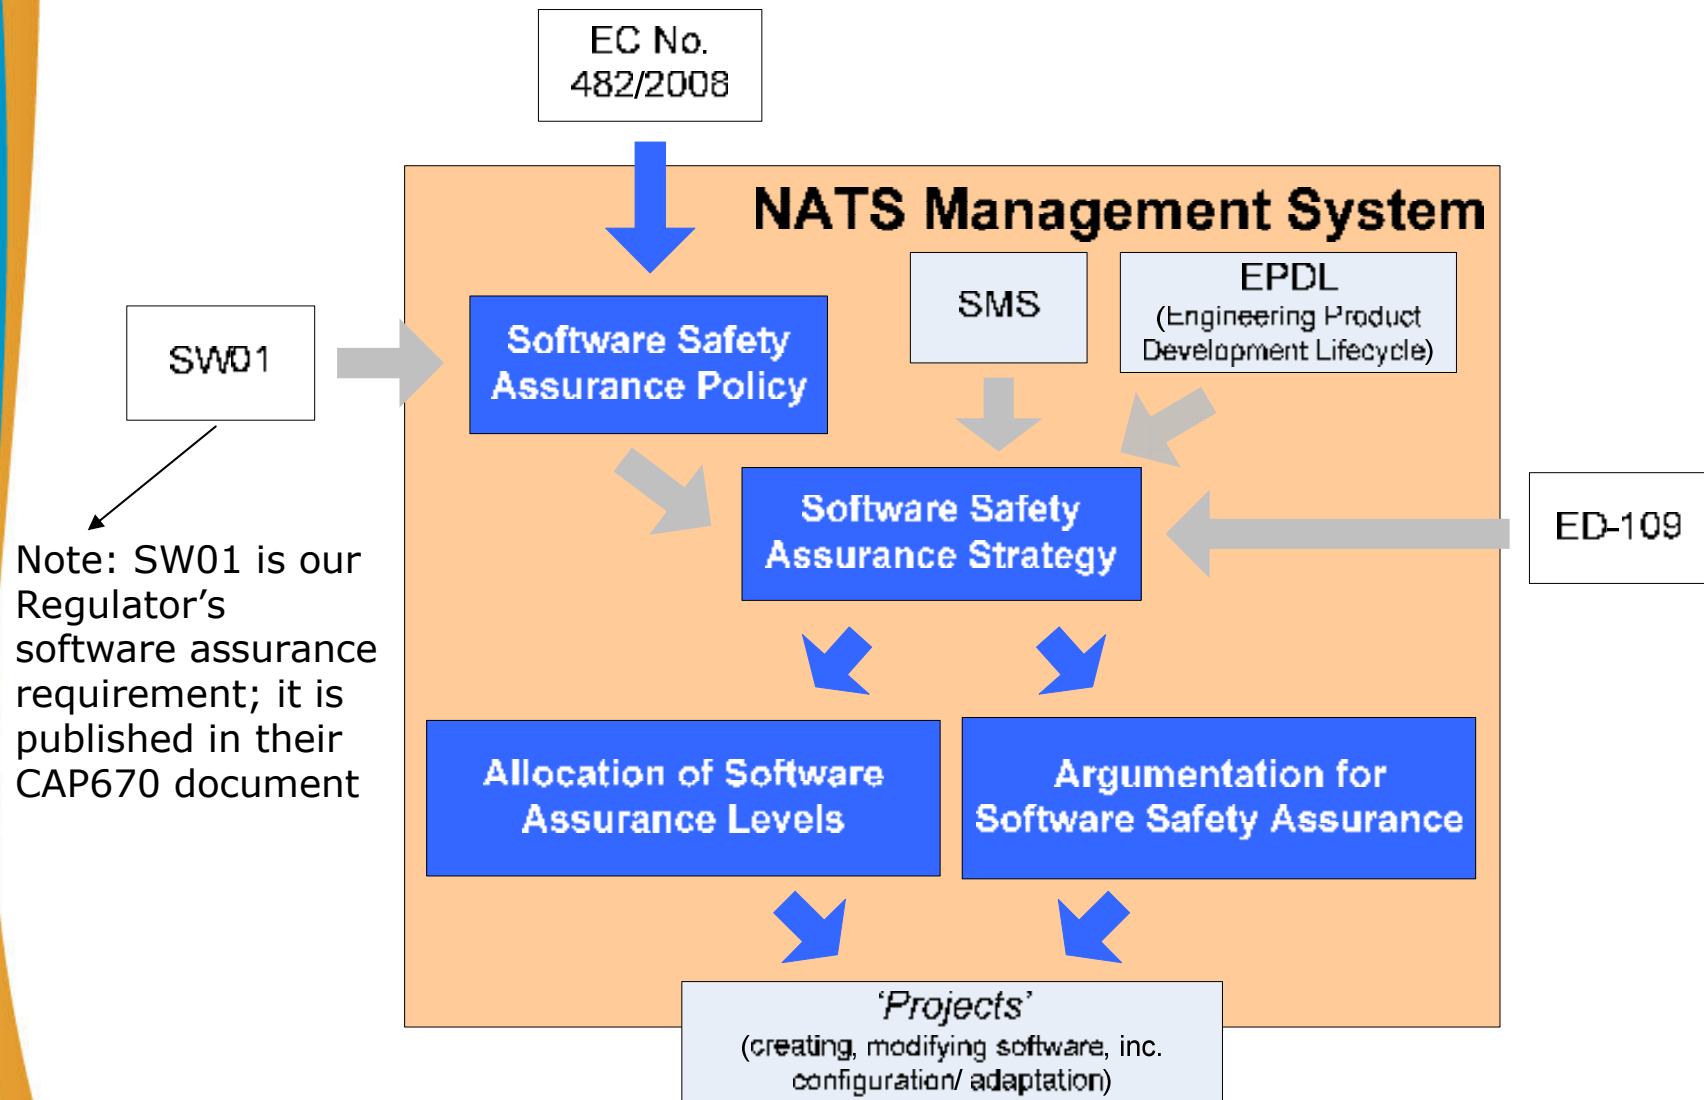 EC No.
482/2008
NATS Management System
SMS
EPDL
(Engineering Product
Development Lifecycle)
SW01
Software Safety
Assurance Policy
Software Safety
Assurance Strategy
ED-109
Note: SW01 is our
Regulator’s
software assurance
requirement; it is
published in their
CAP670 document
Allocation of Software
Assurance Levels
Argumentation for
Software Safety Assurance
‘Projects’
(creating, modifying software, inc.
configuration/ adaptation)